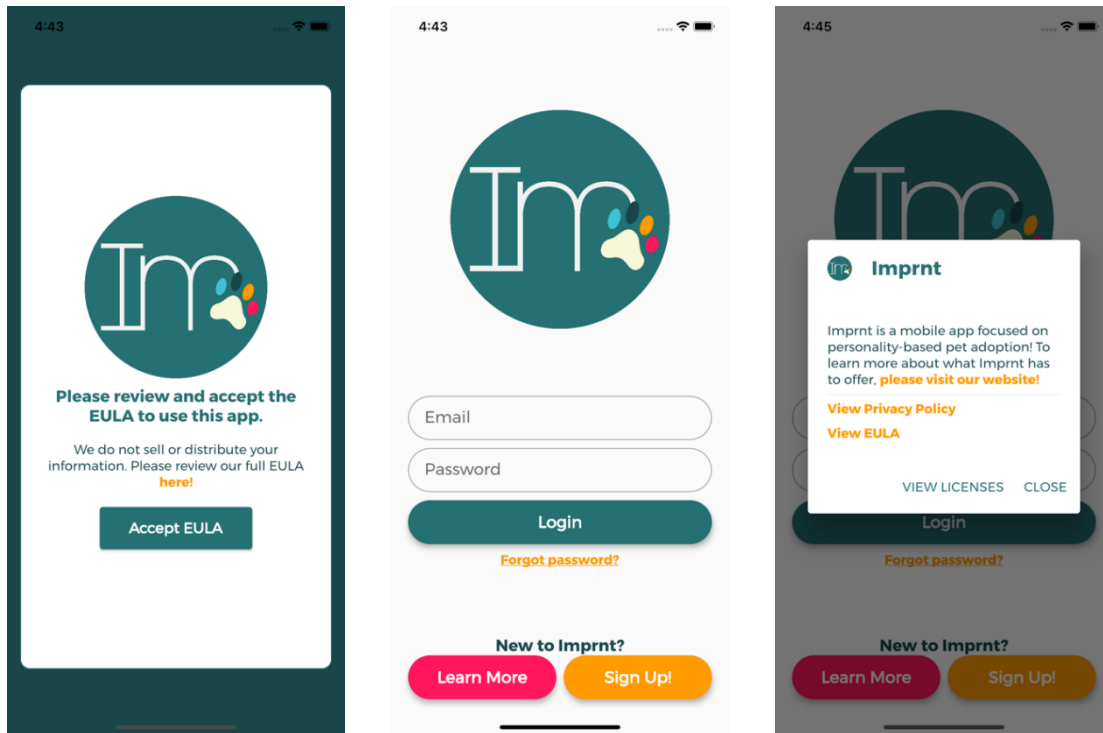 4:43
Im
Please review and accept the
EULA to use this app.
We do not sell or distribute your
information. Please review our full EULA
here!
Accept EULA
4:43
Im
Email
Password
Login
Forgot password?
New to Imprnt?
Learn More
Sign Up!
4:45
Im
Im
Imprnt
Imprnt is a mobile app focused on
personality-based pet adoption! To
learn more about what Imprnt has
to offer, please visit our website!
View Privacy Policy
View EULA
VIEW LICENSES
CLOSE
Login
Forgot password?
New to Imprnt?
Learn More
Sign Up!